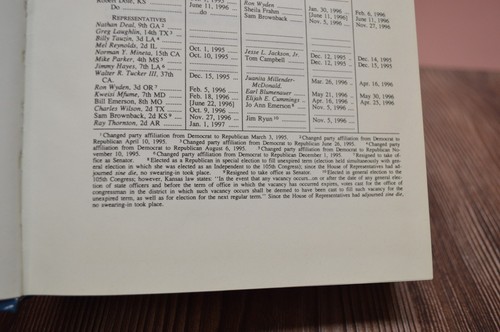 Robert Dole, KS
Do
June 11, 1996
do
Ron Wyden
Sheila Frahm
Sam Brownback
Jan. 30, 1996
[June 11, 1996]
Nov. 5, 1996
Feb. 6, 1996
June 11, 1996
Nov. 27, 1996
REPRESENTATIVES
Nathan Deal, 9th GA²
Greg Laughlin, 14th TX³
Billy Tauzin, 3d LA⁴
Mel Reynolds, 2d IL Oct. 1, 1995 Jesse L. Jackson, Jr. Dec. 12, 1995 Dec. 14, 1995
Norman Y. Mineta, 15th CA Oct. 10, 1995 Tom Campbell Dec. 12, 1995 Dec. 15, 1995
Mike Parker, 4th MS
Jimmy Hayes, 7th LA
Walter R. Tucker III, 37th CA. Dec. 15, 1995 Juanita Millender-McDonald. Mar. 26, 1996 Apr. 16, 1996
Ron Wyden, 3d OR Feb. 5, 1996 Earl Blumenauer May 21, 1996 May 30, 1996
Kweisi Mfume, 7th MD Feb. 18, 1996 Elijah E. Cummings Apr. 16, 1996 Apr. 25, 1996
Bill Emerson, 8th MO [June 22, 1996] Jo Ann Emerson Nov. 5, 1996
Charles Wilson, 2d TX Oct. 9, 1996
Sam Brownback, 2d KS Nov. 27, 1996 Jim Ryun Nov. 5, 1996
Ray Thornton, 2d AR Jan. 1, 1997
¹ Changed party affiliation from Democrat to Republican March 3, 1995. ² Changed party affiliation from Democrat to
Republican April 10, 1995. ³ Changed party affiliation from Democrat to Republican June 26, 1995. ⁴ Changed party
affiliation from Democrat to Republican August 6, 1995. ⁵ Changed party affiliation from Democrat to Republican No-
vember 10, 1995. ⁶ Changed party affiliation from Democrat to Republican December 1, 1995. ⁷ Resigned to take of-
fice as Senator. ⁸ Elected as a Republican in special election to fill unexpired term (election held simultaneously with gen-
eral election in which she was elected as an Independent to the 105th Congress); since the House of Representatives had ad-
journed sine die, no swearing-in took place. ⁹ Resigned to take office as Senator. ¹⁰ Elected in general election to the
105th Congress; however, Kansas law states: "In the event that any vacancy occurs...on or after the date of any general elec-
tion of state officers and before the term of office in which the vacancy has occurred expires, votes cast for the office of
congressman in the district in which such vacancy occurs shall be deemed to have been cast to fill such vacancy for the
unexpired term, as well as for election for the next regular term." Since the House of Representatives had adjourned sine die,
no swearing-in took place.